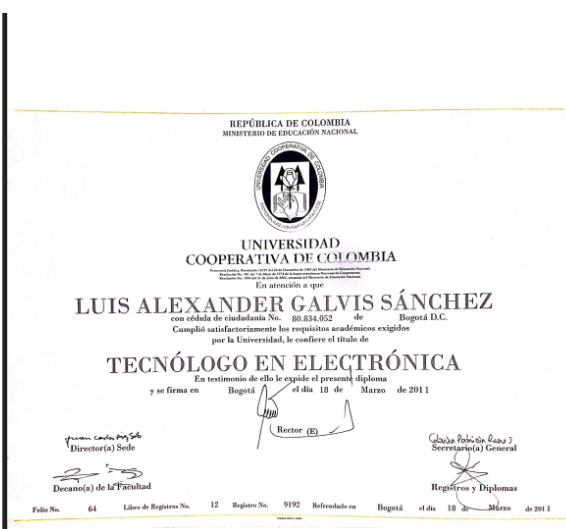 REPÚBLICA DE COLOMBIA
MINISTERIO DE EDUCACIÓN NACIONAL
UNIVERSIDAD COOPERATIVA DE COLOMBIA
UNIVERSIDAD
COOPERATIVA DE COLOMBIA
En atención a que
LUIS ALEXANDER GALVIS SÁNCHEZ
con cédula de ciudadanía No. 80.834.052 de Bogotá D.C.
Cumplió satisfactoriamente los requisitos académicos exigidos
por la Universidad, le confiere el título de
TECNÓLOGO EN ELECTRÓNICA
En testimonio de ello le expide el presente diploma
y se firma en Bogotá el día 18 de Marzo de 2011
Rector (E)
Director(a) Sede
Secretario(a) General
Decano(a) de la Facultad
Registros y Diplomas
Folio No. 64 Libro de Registros No. 12 Registro No. 9192 Refrendado en Bogotá el día 18 de Marzo de 2011